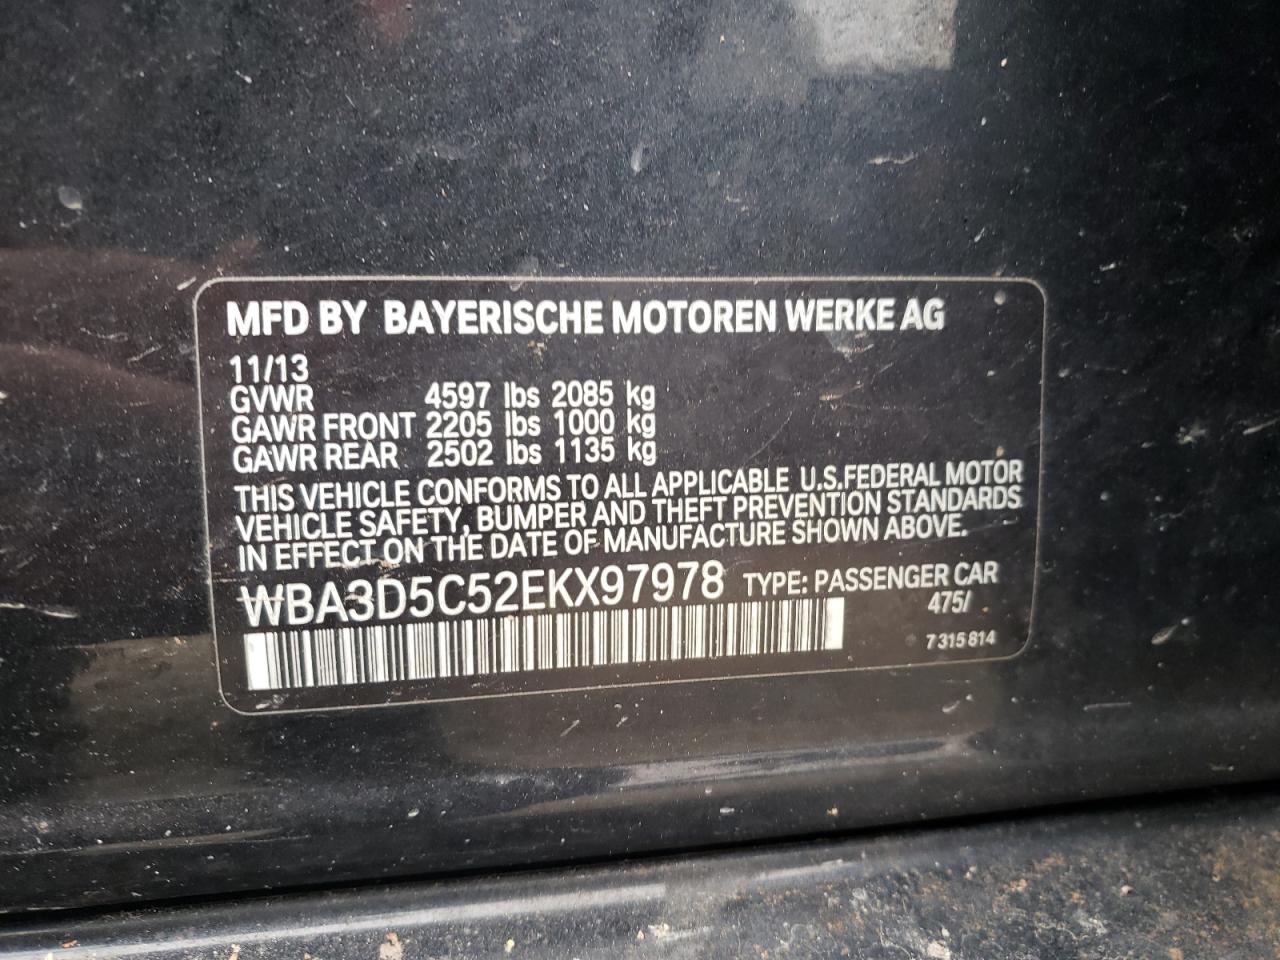 MFD BY BAYERISCHE MOTOREN WERKE AG
11/13
GVWR 4597 lbs 2085 kg
GAWR FRONT 2205 lbs 1000 kg
GAWR REAR 2502 lbs 1135 kg
THIS VEHICLE CONFORMS TO ALL APPLICABLE U.S.FEDERAL MOTOR
VEHICLE SAFETY, BUMPER AND THEFT PREVENTION STANDARDS
IN EFFECT ON THE DATE OF MANUFACTURE SHOWN ABOVE.
WBA3D5C52EKX97978 TYPE: PASSENGER CAR
475/
7 315 814